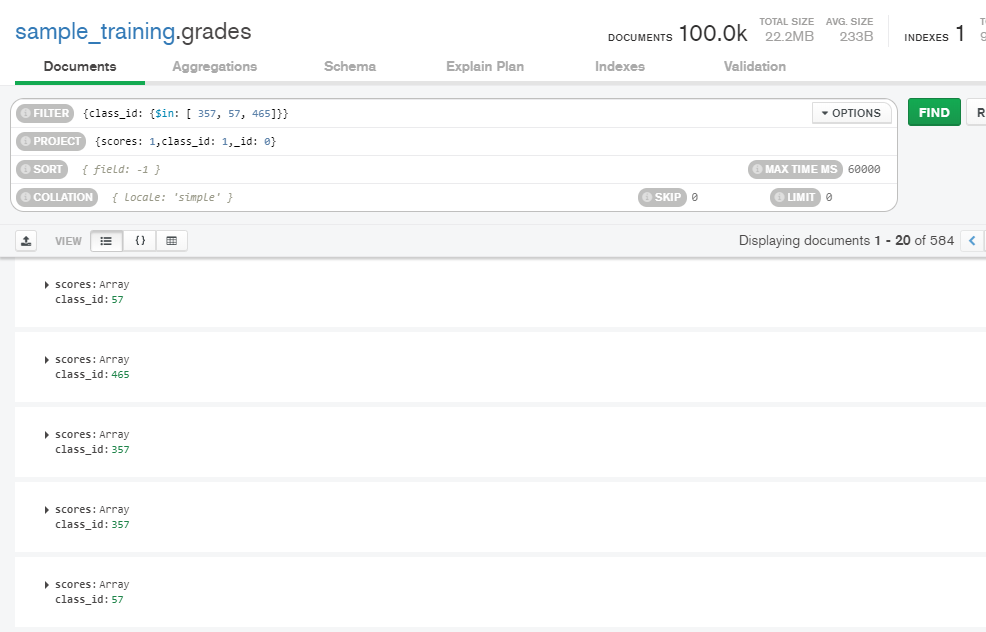 sample_training.grades
DOCUMENTS 100.0k TOTAL SIZE 22.2MB AVG. SIZE 233B INDEXES 1
Documents Aggregations Schema Explain Plan Indexes Validation
FILTER {class_id: {$in: [ 357, 57, 465]}} OPTIONS FIND
PROJECT {scores: 1,class_id: 1,_id: 0}
SORT { field: -1 } MAX TIME MS 60000
COLLATION { locale: 'simple' } SKIP 0 LIMIT 0
VIEW {} Displaying documents 1 - 20 of 584
scores: Array
class_id: 57
scores: Array
class_id: 465
scores: Array
class_id: 357
scores: Array
class_id: 357
scores: Array
class_id: 57